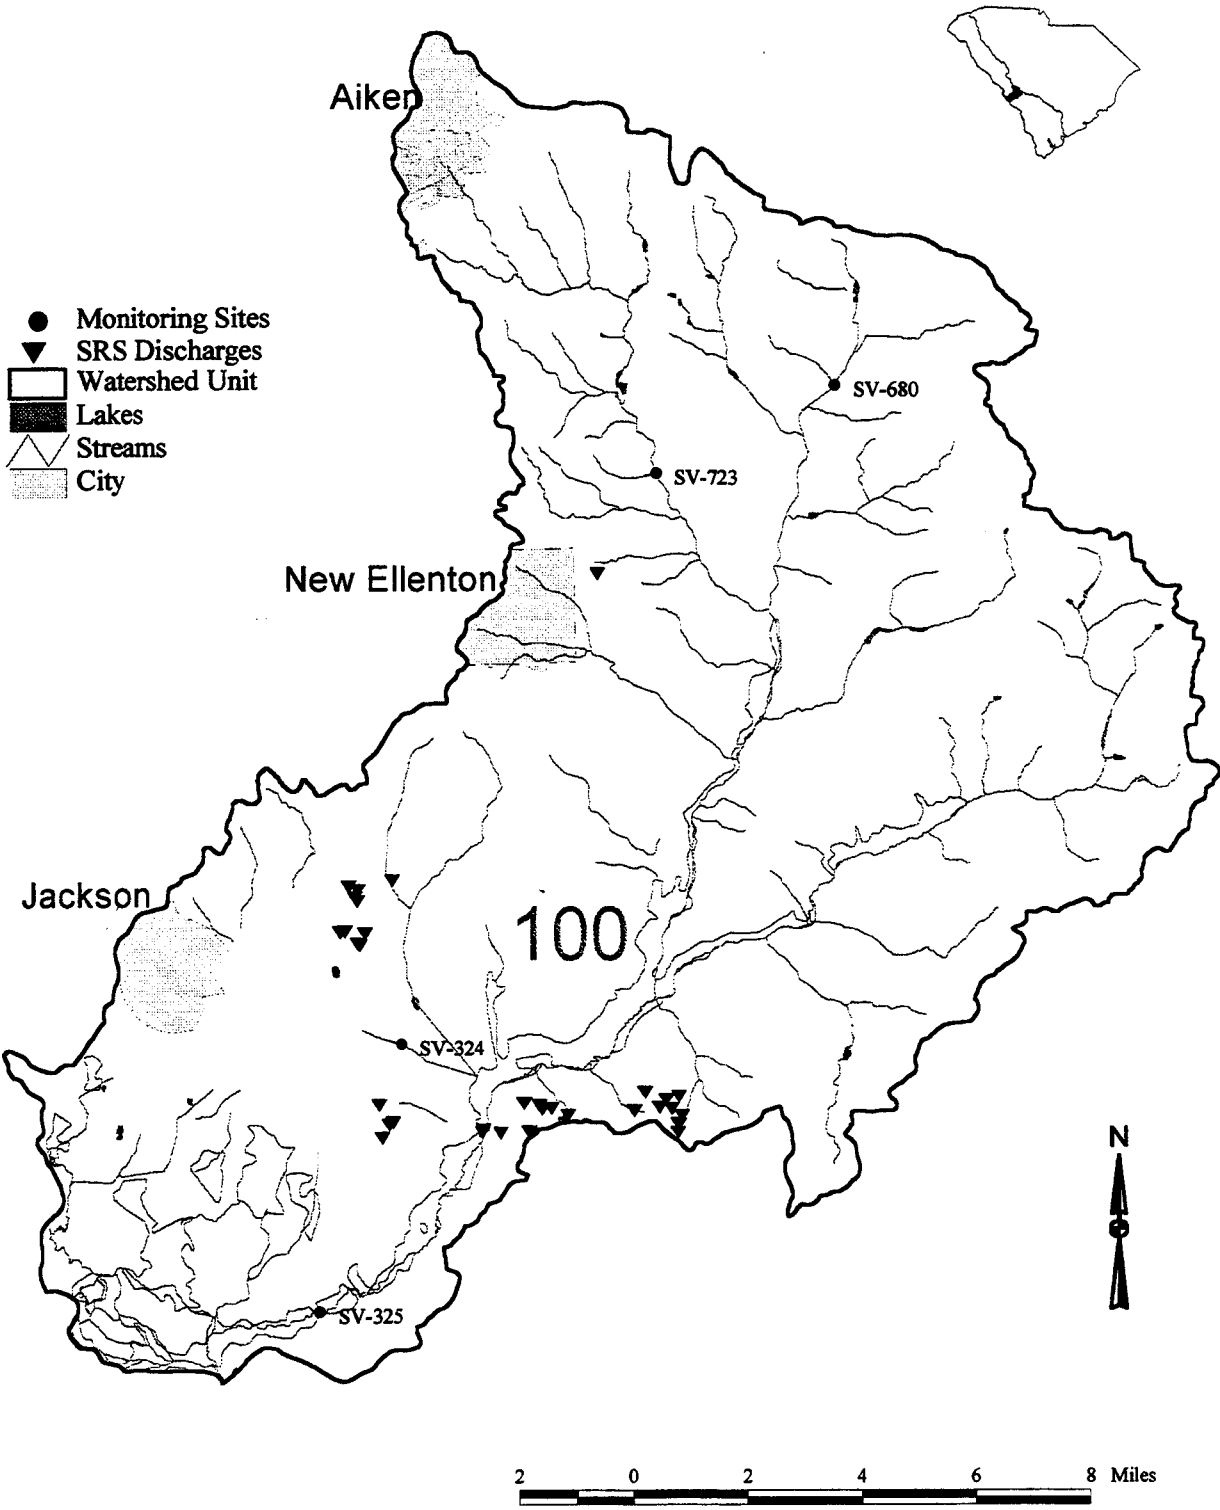 Aiken
Monitoring Sites
SRS Discharges
Watershed Unit
Lakes
Streams
City
SV-680
SV-723
New Ellenton
Jackson
100
SV-324
N
SV-325
2 0 2 4 6 8 Miles